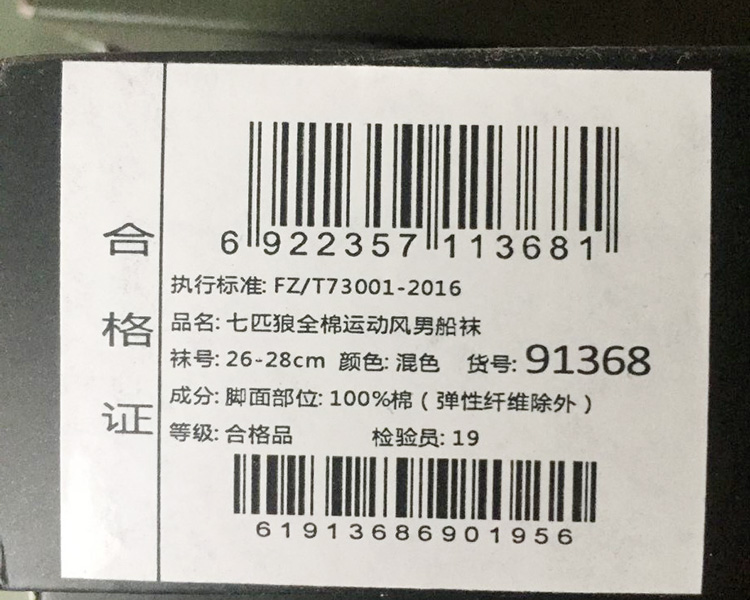 合格证
6 922357 113681
执行标准: FZ/T73001-2016
品名: 七匹狼全棉运动风男船袜
袜号: 26-28cm 颜色: 混色 货号: 91368
成分: 脚面部位: 100%棉 ( 弹性纤维除外 )
等级: 合格品 检验员: 19
61913686901956